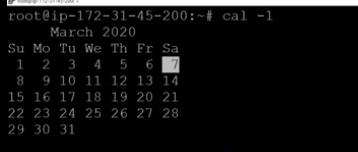 root@ip-172-31-45-200:~# cal -1
March 2020
Su Mo Tu We Th Fr Sa
1 2 3 4 5 6 7
8 9 10 11 12 13 14
15 16 17 18 19 20 21
22 23 24 25 26 27 28
29 30 31